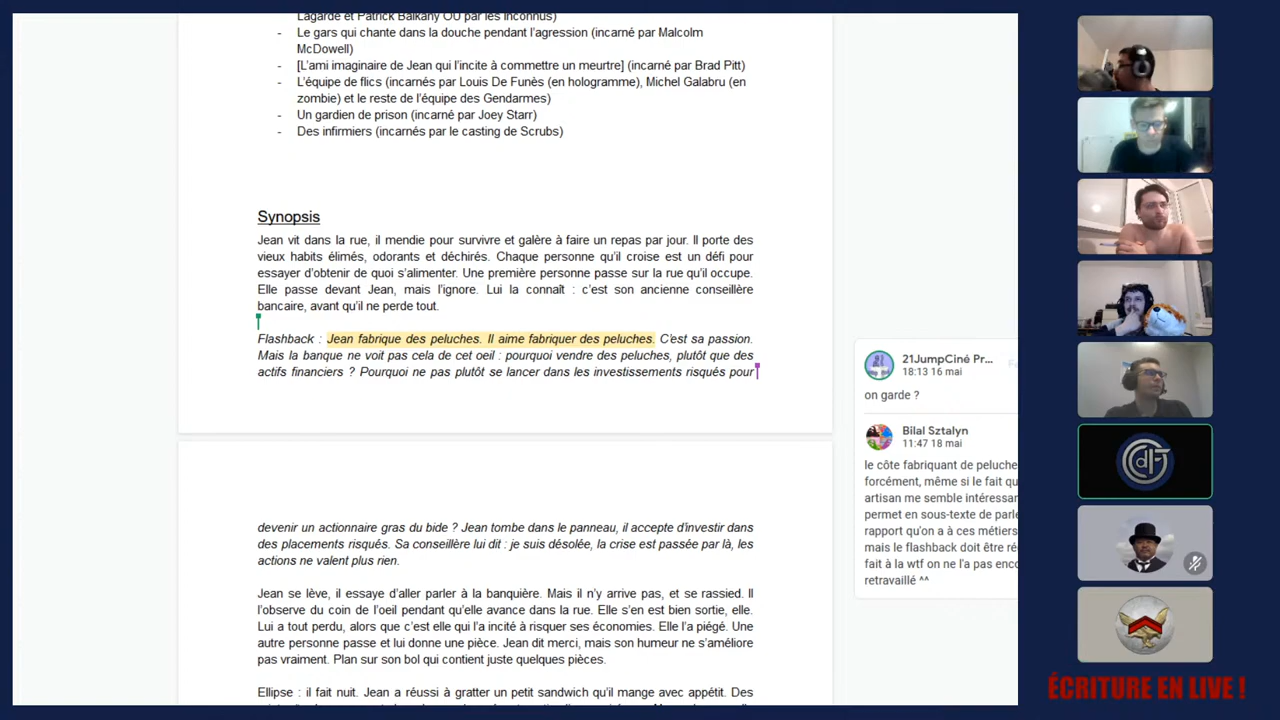 Lagarde et Patrick Balkany OU par les Inconnus)
- Le gars qui chante dans la douche pendant l'agression (incarné par Malcolm
McDowell)
- [L'ami imaginaire de Jean qui l'incite à commettre un meurtre] (incarné par Brad Pitt)
- L'équipe de flics (incarnés par Louis De Funès (en hologramme), Michel Galabru (en
zombie) et le reste de l'équipe des Gendarmes)
- Un gardien de prison (incarné par Joey Starr)
- Des infirmiers (incarnés par le casting de Scrubs)
Synopsis
Jean vit dans la rue, il mendie pour survivre et galère à faire un repas par jour. Il porte des
vieux habits élimés, odorants et déchirés. Chaque personne qu'il croise est un défi pour
essayer d'obtenir de quoi s'alimenter. Une première personne passe sur la rue qu'il occupe.
Elle passe devant Jean, mais l'ignore. Lui la connaît : c'est son ancienne conseillère
bancaire, avant qu'il ne perde tout.
Flashback : Jean fabrique des peluches. Il aime fabriquer des peluches. C'est sa passion.
Mais la banque ne voit pas cela de cet oeil : pourquoi vendre des peluches, plutôt que des
actifs financiers ? Pourquoi ne pas plutôt se lancer dans les investissements risqués pour
devenir un actionnaire gras du bide ? Jean tombe dans le panneau, il accepte d'investir dans
des placements risqués. Sa conseillère lui dit : je suis désolée, la crise est passée par là, les
actions ne valent plus rien.
Jean se lève, il essaye d'aller parler à la banquière. Mais il n'y arrive pas, et se rassied. Il
l'observe du coin de l'oeil pendant qu'elle avance dans la rue. Elle s'en est bien sortie, elle.
Lui a tout perdu, alors que c'est elle qui l'a incité à risquer ses économies. Elle l'a piégé. Une
autre personne passe et lui donne une pièce. Jean dit merci, mais son humeur ne s'améliore
pas vraiment. Plan sur son bol qui contient juste quelques pièces.
Ellipse : il fait nuit. Jean a réussi à gratter un petit sandwich qu'il mange avec appétit. Des
21JumpCiné Pr...
18:13 16 mai
on garde ?
Bilal Sztalyn
11:47 18 mai
le côte fabriquant de peluche
forcément, même si le fait qu
artisan me semble intéressan
permet en sous-texte de parle
rapport qu'on a à ces métiers
mais le flashback doit être ré
fait à la wtf on ne l'a pas enco
retravaillé ^^
ÉCRITURE EN LIVE !